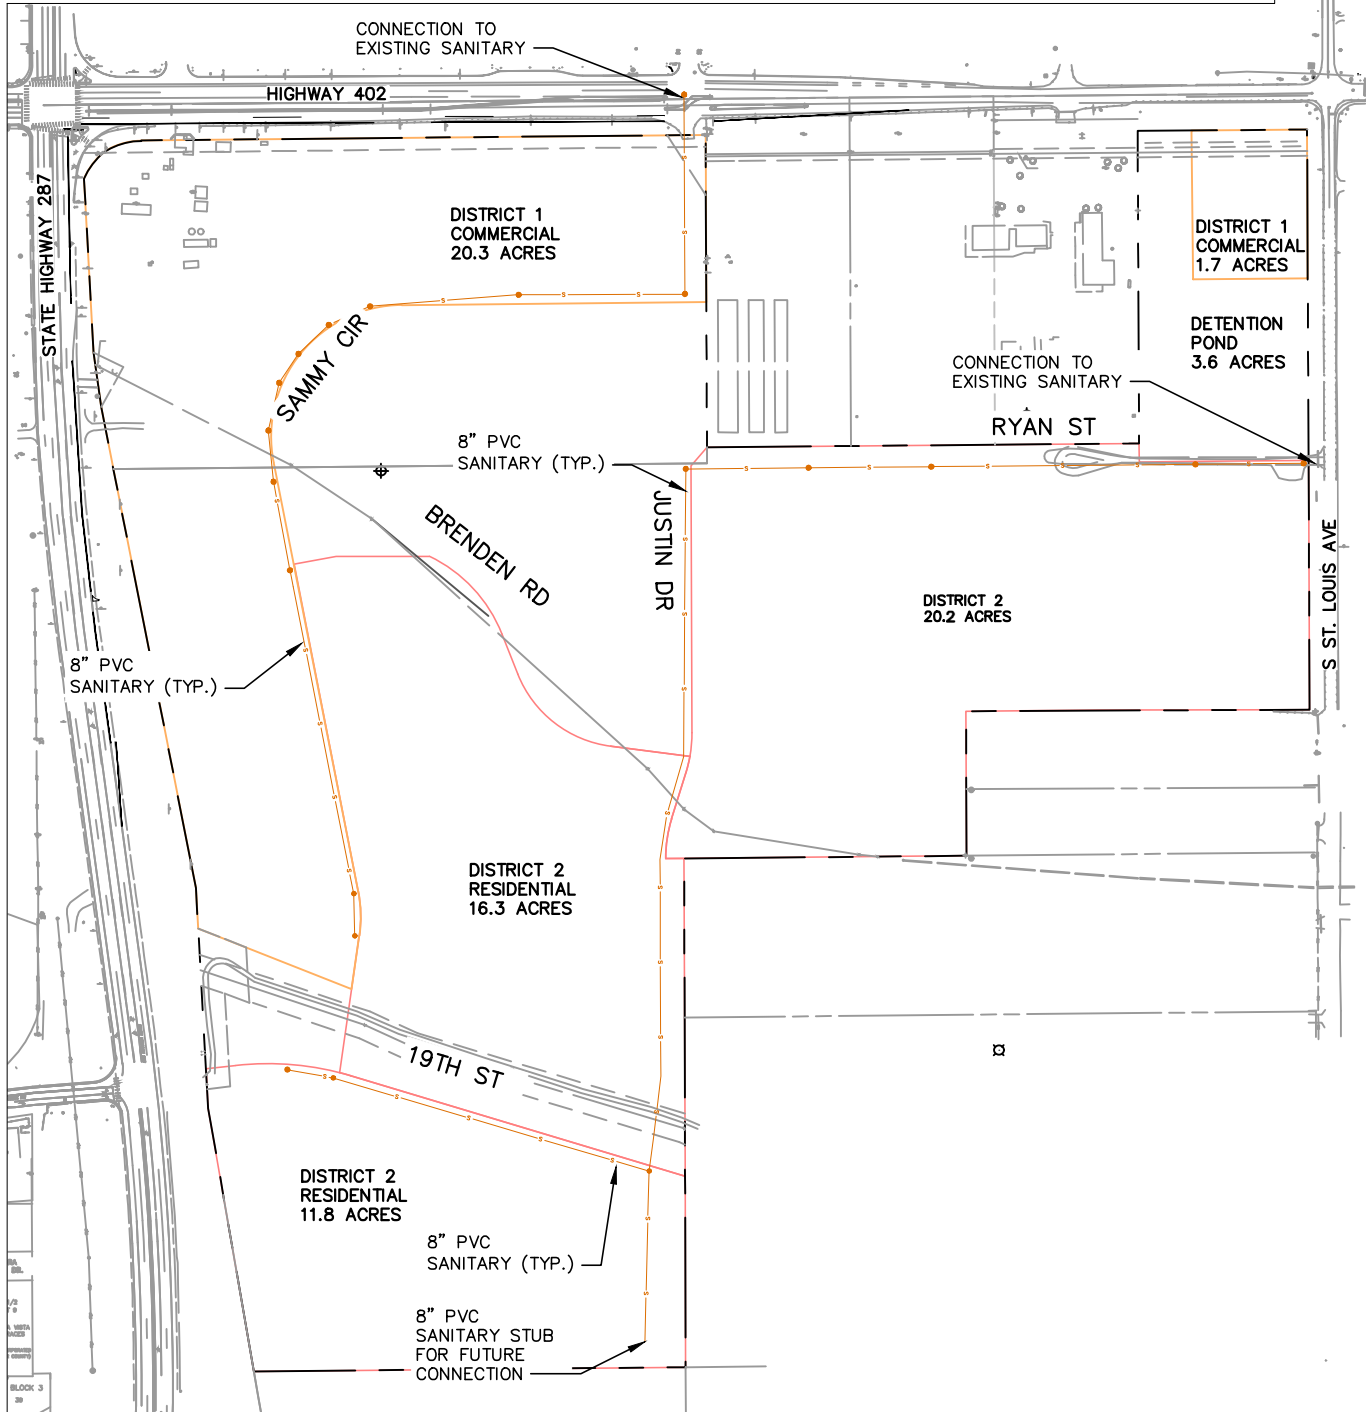 CONNECTION TO
EXISTING SANITARY
HIGHWAY 402
STATE HIGHWAY 287
DISTRICT 1
COMMERCIAL
20.3 ACRES
DISTRICT 1
COMMERCIAL
1.7 ACRES
DETENTION
POND
3.6 ACRES
SAMMY CIR
CONNECTION TO
EXISTING SANITARY
RYAN ST
8" PVC
SANITARY (TYP.)
BRENDEN RD
JUSTIN DR
S ST. LOUIS AVE
DISTRICT 2
20.2 ACRES
8" PVC
SANITARY (TYP.)
DISTRICT 2
RESIDENTIAL
16.3 ACRES
19TH ST
DISTRICT 2
RESIDENTIAL
11.8 ACRES
8" PVC
SANITARY (TYP.)
8" PVC
SANITARY STUB
FOR FUTURE
CONNECTION
BLOCK 3